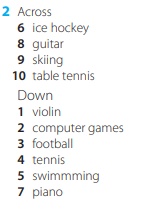 2 Across
6 ice hockey
8 guitar
9 skiing
10 table tennis
Down
1 violin
2 computer games
3 football
4 tennis
5 swimmming
7 piano